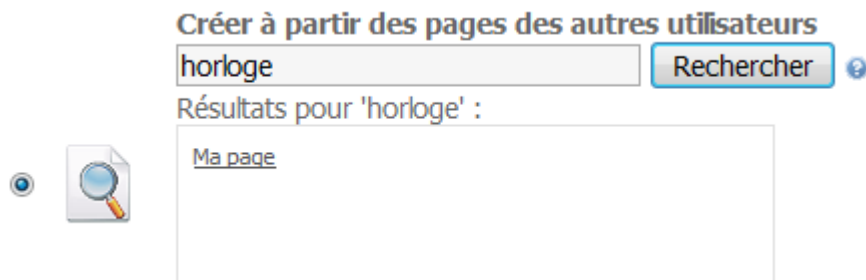 Créer à partir des pages des autres utilisateurs
horloge Rechercher ?
Résultats pour 'horloge' :
Ma page